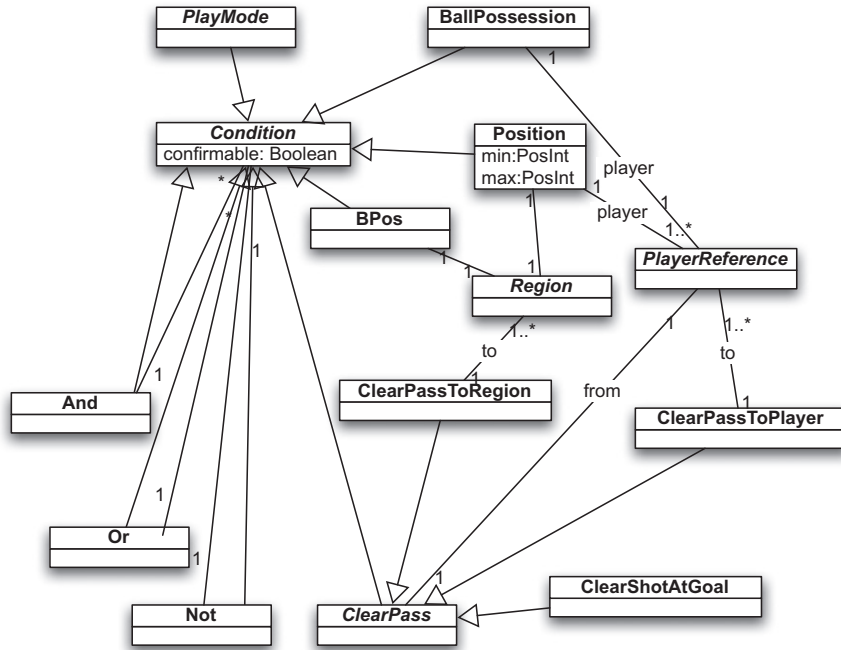 PlayMode
BallPossession
1
Condition
confirmable: Boolean
Position
min:PosInt
max:PosInt
player
1
1
player
1..*
*
*
1
BPos
1
1
1
1
PlayerReference
Region
1..*
to
1
1
1..*
to
1
ClearPassToRegion
from
ClearPassToPlayer
1
And
1
Or
1
1
ClearShotAtGoal
Not
ClearPass